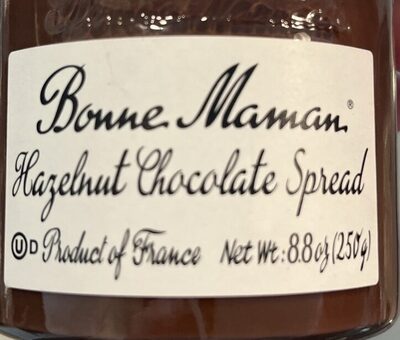 Bonne Maman®
Hazelnut Chocolate Spread
Ⓤ D Product of France Net Wt.: 8.8 oz (250g)